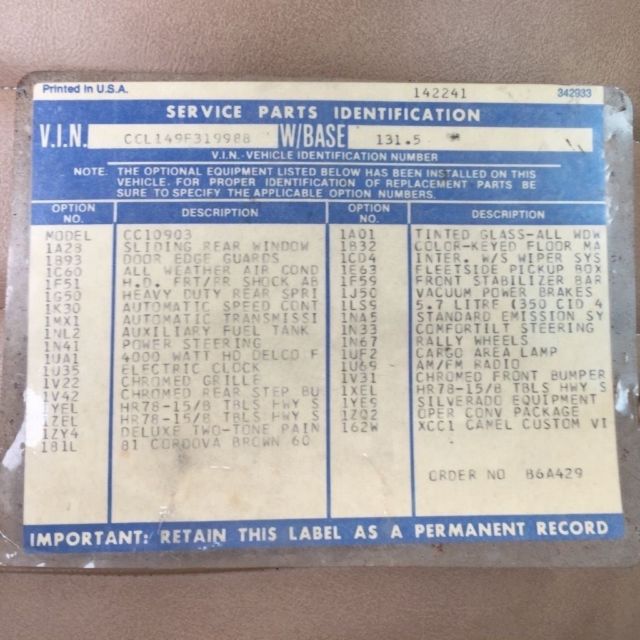 Printed in U.S.A. 142241 342933
SERVICE PARTS IDENTIFICATION
V.I.N. CCL149F319988 W/BASE 131.5
V.I.N.-VEHICLE IDENTIFICATION NUMBER
NOTE: THE OPTIONAL EQUIPMENT LISTED BELOW HAS BEEN INSTALLED ON THIS
VEHICLE. FOR PROPER IDENTIFICATION OF REPLACEMENT PARTS BE
SURE TO SPECIFY THE APPLICABLE OPTION NUMBERS.
OPTION NO. DESCRIPTION OPTION NO. DESCRIPTION
MODEL CC10903 1A01 TINTED GLASS-ALL WDW
1A28 SLIDING REAR WINDOW 1B32 COLOR-KEYED FLOOR MA
1B93 DOOR EDGE GUARDS 1CD4 INTER. W/S WIPER SYS
1C60 ALL WEATHER AIR COND 1E63 FLEETSIDE PICKUP BOX
1F51 H.D. FRT/FR SHOCK AB 1F59 FRONT STABILIZER BAR
1G50 HEAVY DUTY REAR SPRI 1J50 VACUUM POWER BRAKES
1K30 AUTOMATIC SPEED CONT 1LS9 5.7 LITRE (350 CID 4
1MX1 AUTOMATIC TRANSMISSI 1NA5 STANDARD EMISSION SY
1NL2 AUXILIARY FUEL TANK 1N33 COMFORTILT STEERING
1N41 POWER STEERING 1N67 RALLY WHEELS
1UA1 4000 WATT HD DELCO F 1UF2 CARGO AREA LAMP
1U35 ELECTRIC CLOCK 1U69 AM/FM RADIO
1V22 CHROMED GRILLE 1V31 CHROMED FRONT BUMPER
1V42 CHROMED REAR STEP BU 1XEL HR78-15/B TBLS HWY S
1YEL HR78-15/B TBLS HWY S 1YE9 SILVERADO EQUIPMENT
1ZEL HR78-15/B TBLS HWY S 1ZQ2 OPER CONV PACKAGE
1ZY4 DELUXE TWO-TONE PAIN 162W XCC1 CAMEL CUSTOM VI
181L 81 CORDOVA BROWN 60
ORDER NO B6A429
IMPORTANT: RETAIN THIS LABEL AS A PERMANENT RECORD